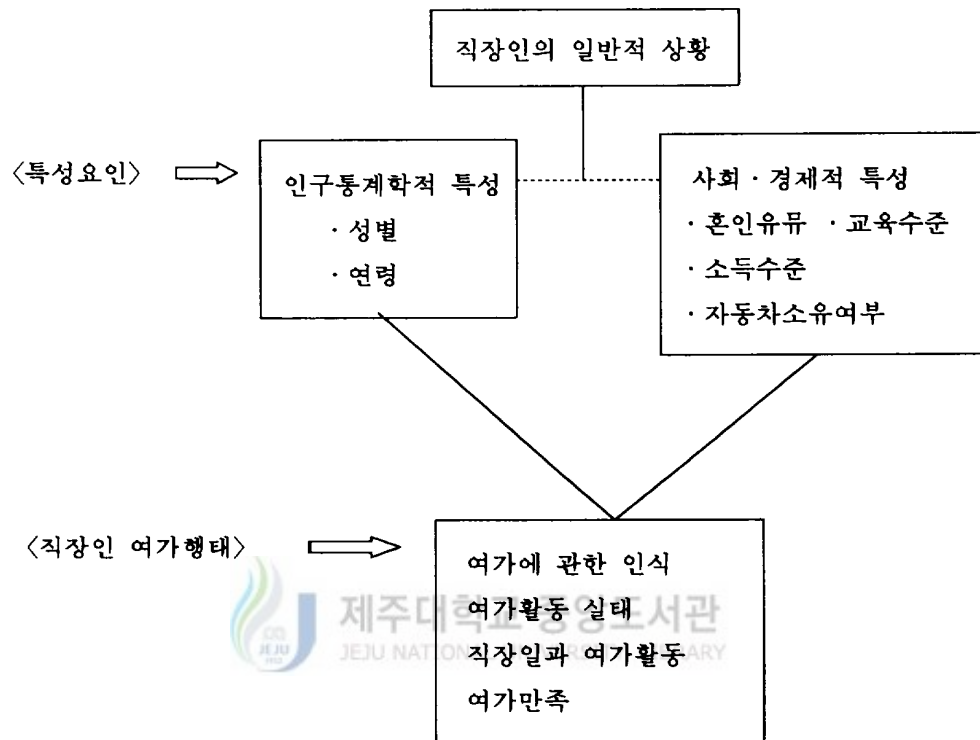 직장인의 일반적 상황
〈특성요인〉
인구통계학적 특성
· 성별
· 연령
사회 · 경제적 특성
· 혼인유뮤 · 교육수준
· 소득수준
· 자동차소유여부
〈직장인 여가행태〉
여가에 관한 인식
여가활동 실태
직장일과 여가활동
여가만족
제주대학교 중앙도서관
JEJU NATIONAL UNIVERSITY LIBRARY
JEJU
1952